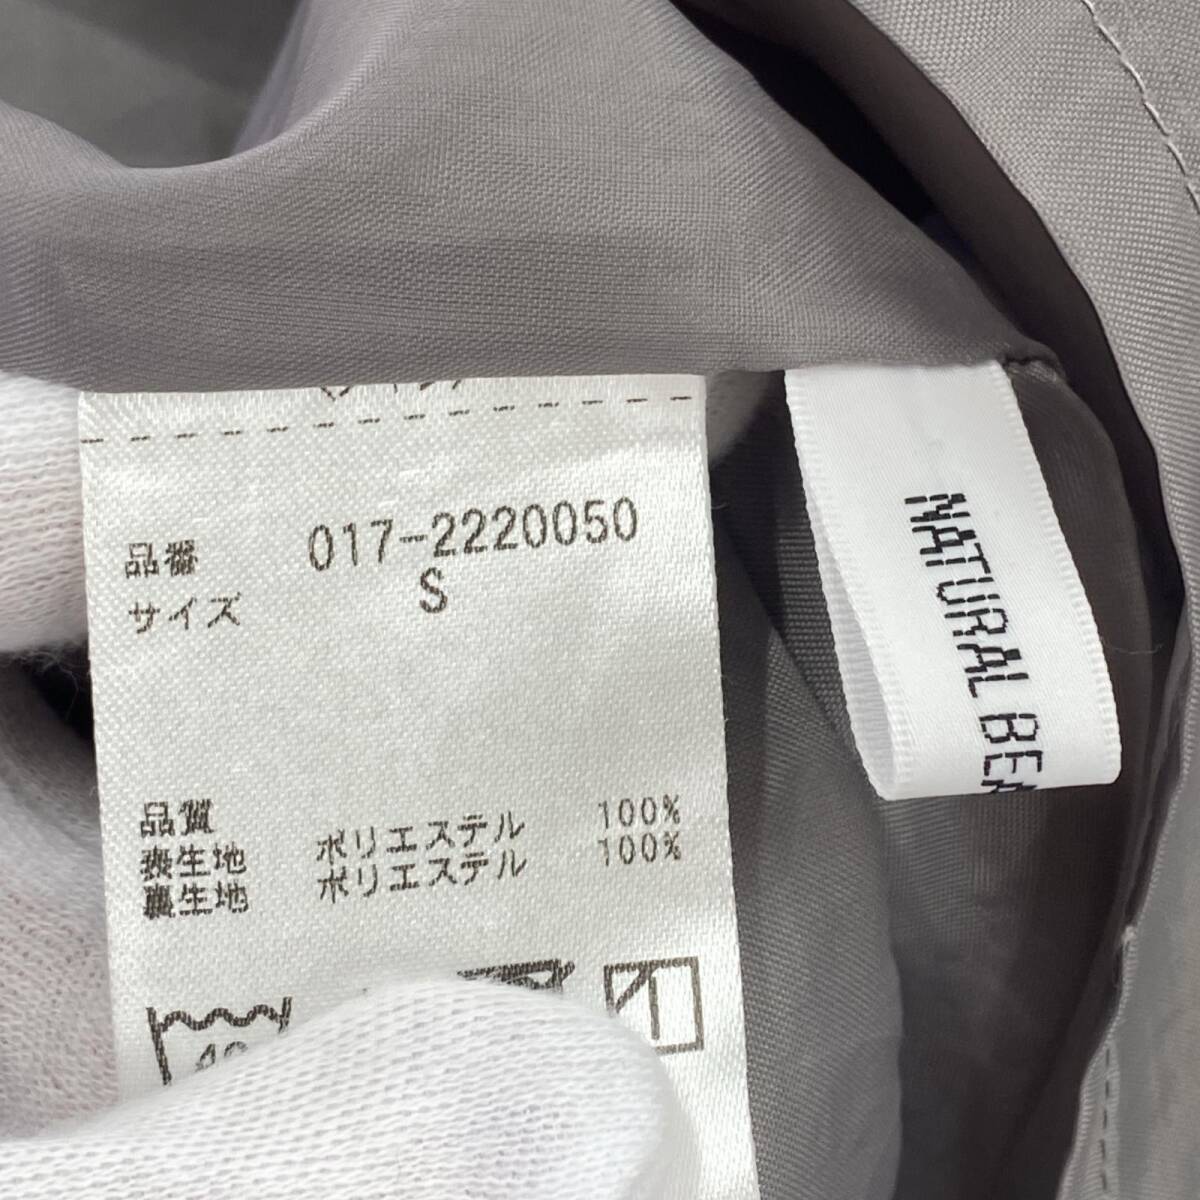 品番 017-2220050
サイズ S
品質
表生地 ポリエステル 100%
裏生地 ポリエステル 100%
NATURAL BEA